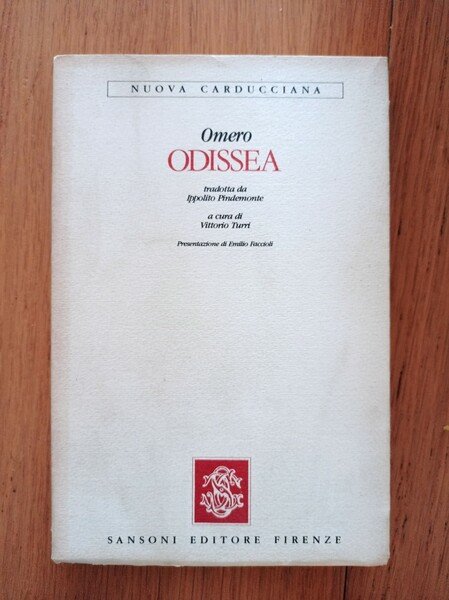 NUOVA CARDUCCIANA
Omero
ODISSEA
tradotta da
Ippolito Pindemonte
a cura di
Vittorio Turri
Presentazione di Emilio Faccioli
SANSONI EDITORE FIRENZE